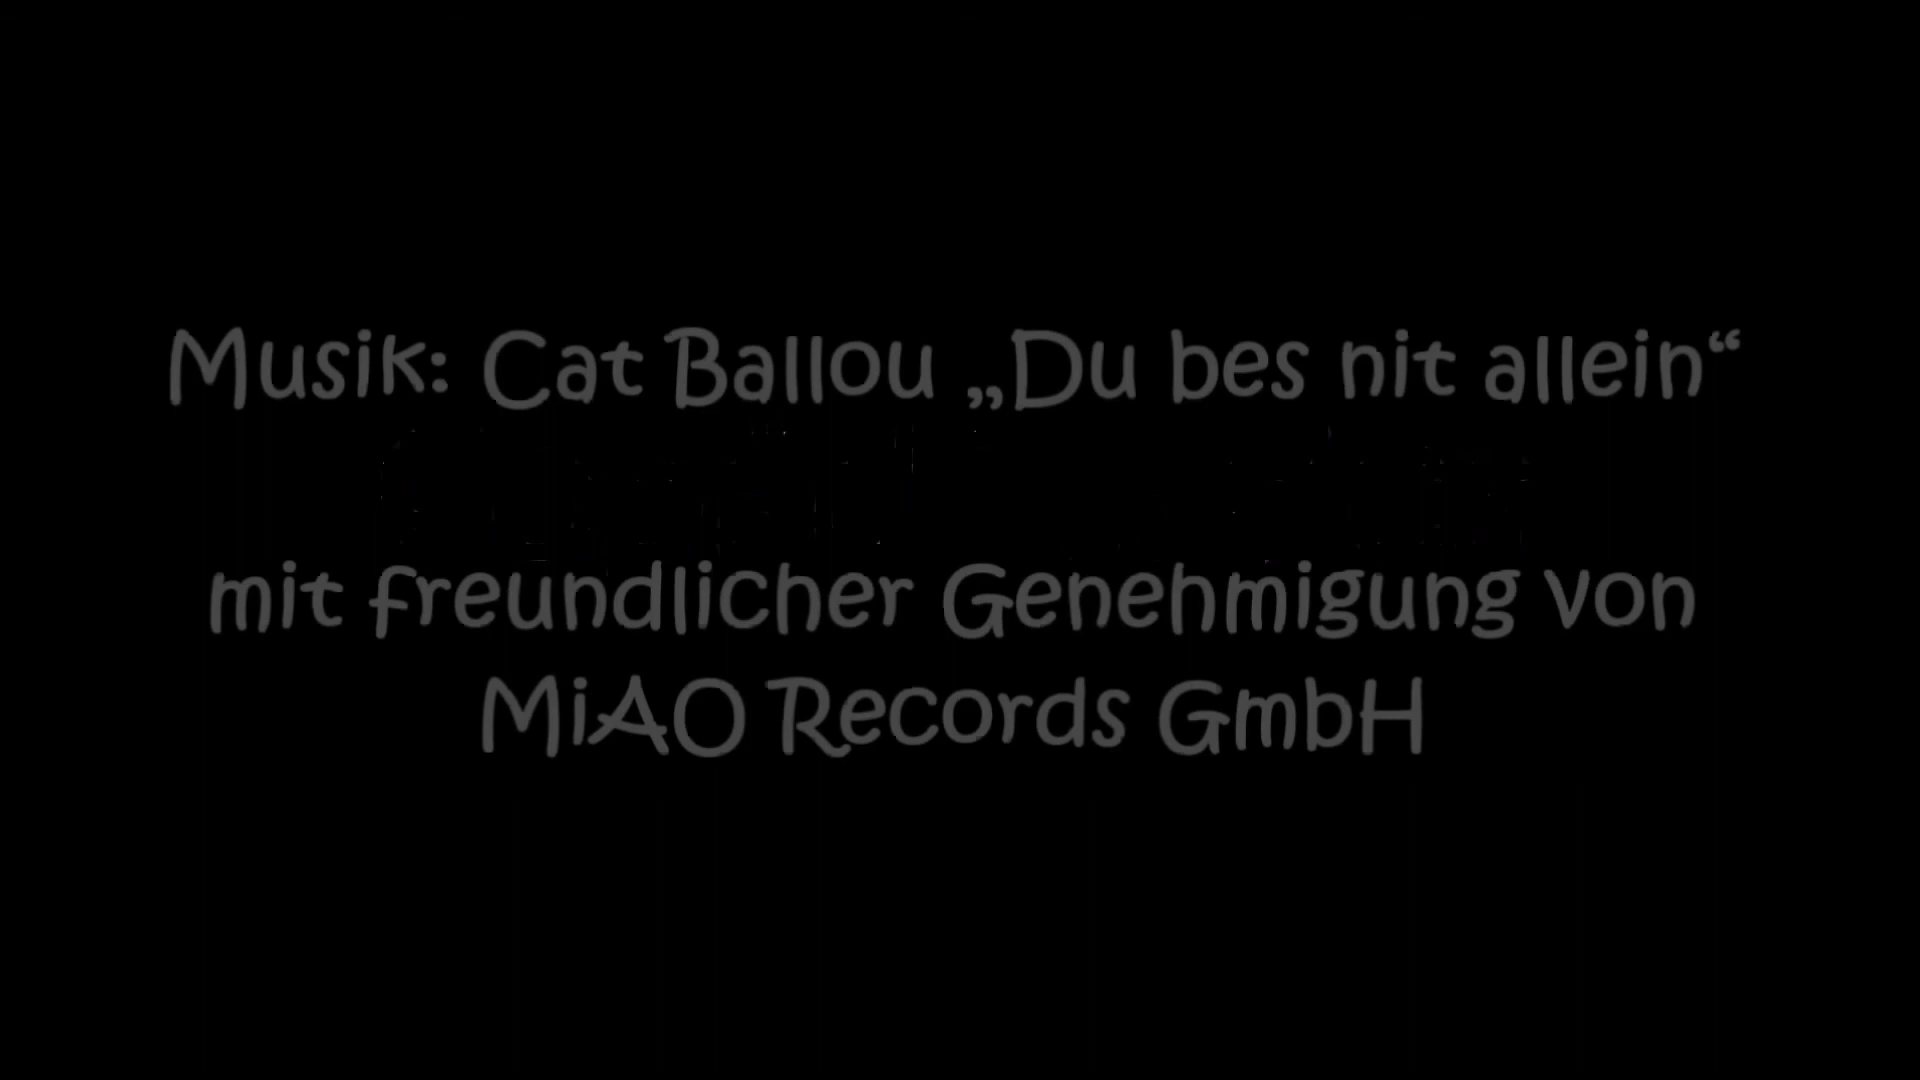 Musik: Cat Ballou „Du bes nit allein“
mit freundlicher Genehmigung von
MiAO Records GmbH